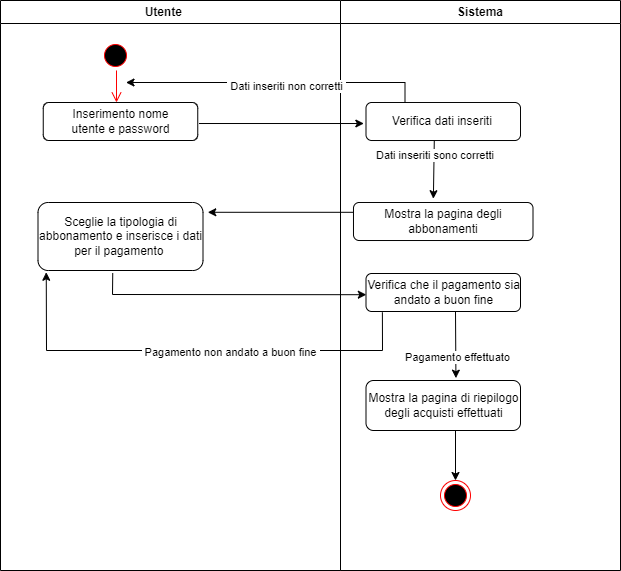 Utente
Sistema
Dati inseriti non corretti
Inserimento nome
utente e password
Verifica dati inseriti
Dati inseriti sono corretti
Sceglie la tipologia di
abbonamento e inserisce i dati
per il pagamento
Mostra la pagina degli
abbonamenti
Verifica che il pagamento sia
andato a buon fine
Pagamento non andato a buon fine
Pagamento effettuato
Mostra la pagina di riepilogo
degli acquisti effettuati